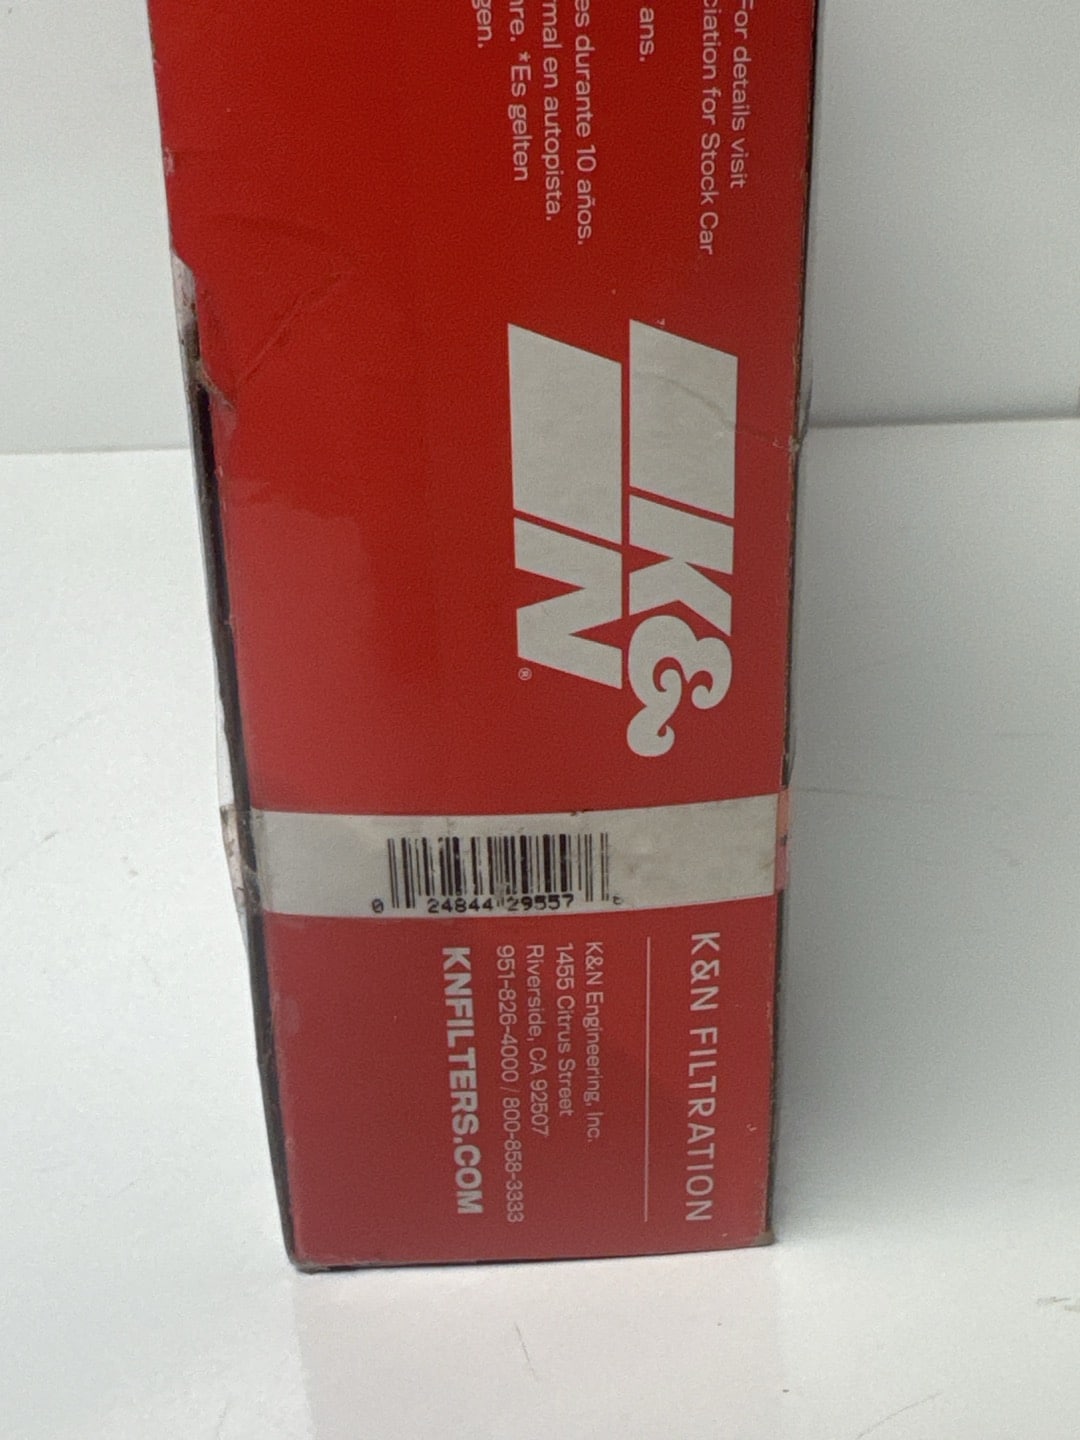 For details visit
ciation for Stock Car
ans.
es durante 10 años.
rmal en autopista.
*Es gelten
gen.
K&N®
0 24844 29557
K&N FILTRATION
K&N Engineering, Inc.
1455 Citrus Street
Riverside, CA 92507
951-826-4000 / 800-858-3333
KNFILTERS.COM